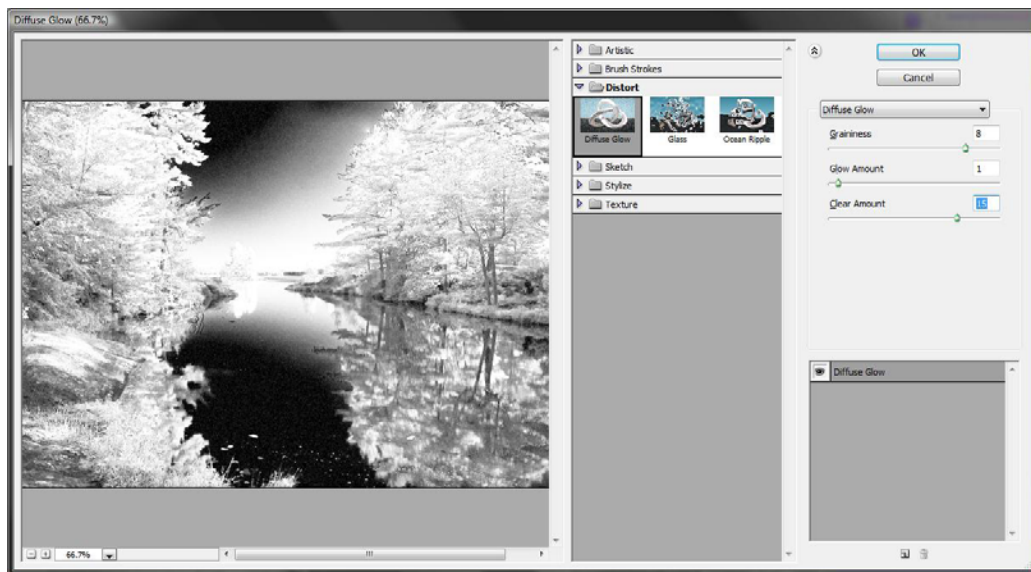 Diffuse Glow (66.7%)
Artistic
Brush Strokes
Distort
Diffuse Glow
Glass
Ocean Ripple
Sketch
Stylize
Texture
OK
Cancel
Diffuse Glow
Graininess
8
Glow Amount
1
Clear Amount
15
Diffuse Glow
66.7%